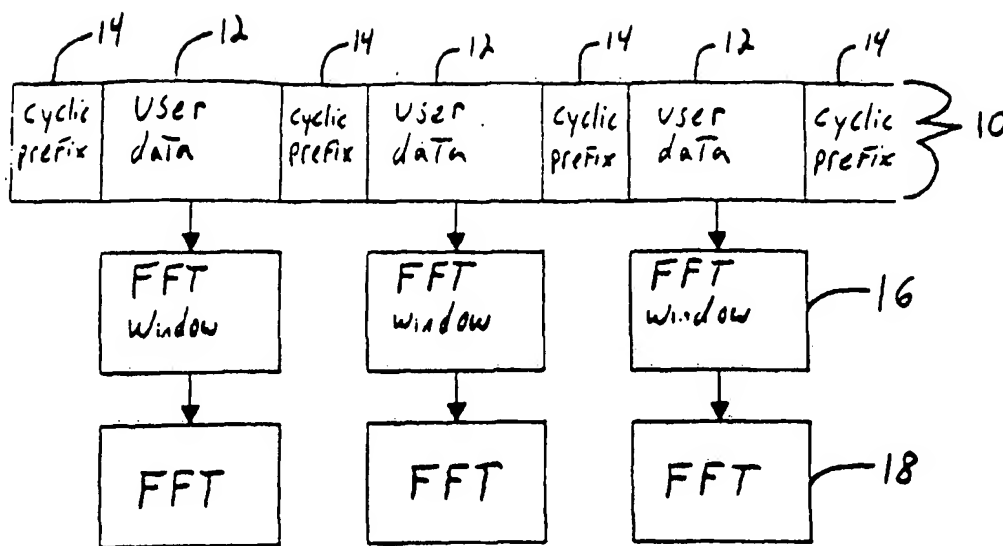 14 12 14 12 14 12 14
cyclic prefix User data cyclic prefix User data cyclic prefix User data cyclic prefix 10
FFT window FFT window FFT window 16
FFT FFT FFT 18